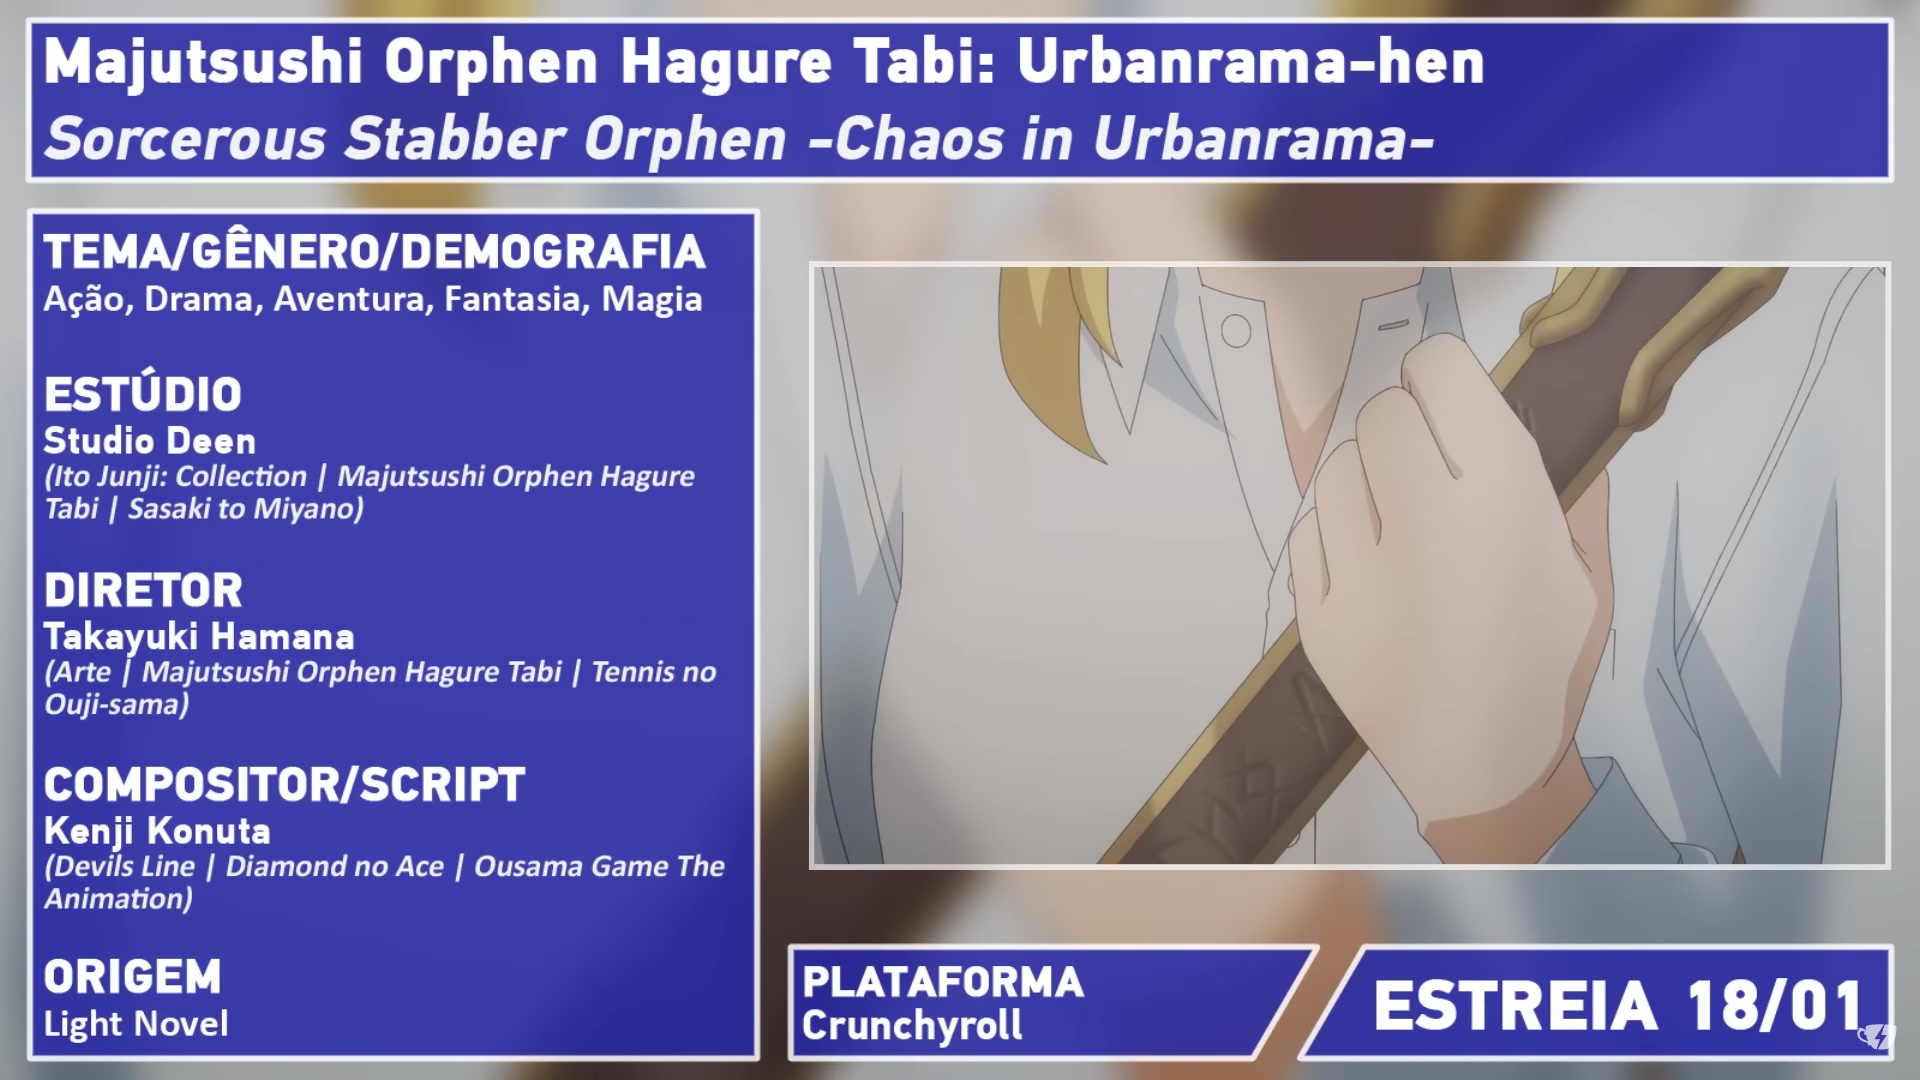 Majutsushi Orphen Hagure Tabi: Urbanrama-hen
Sorcerous Stabber Orphen -Chaos in Urbanrama-
TEMA/GÊNERO/DEMOGRAFIA
Ação, Drama, Aventura, Fantasia, Magia
ESTÚDIO
Studio Deen
(Ito Junji: Collection | Majutsushi Orphen Hagure
Tabi | Sasaki to Miyano)
DIRETOR
Takayuki Hamana
(Arte | Majutsushi Orphen Hagure Tabi | Tennis no
Ouji-sama)
COMPOSITOR/SCRIPT
Kenji Konuta
(Devils Line | Diamond no Ace | Ousama Game The
Animation)
ORIGEM
Light Novel
PLATAFORMA
Crunchyroll
ESTREIA 18/01